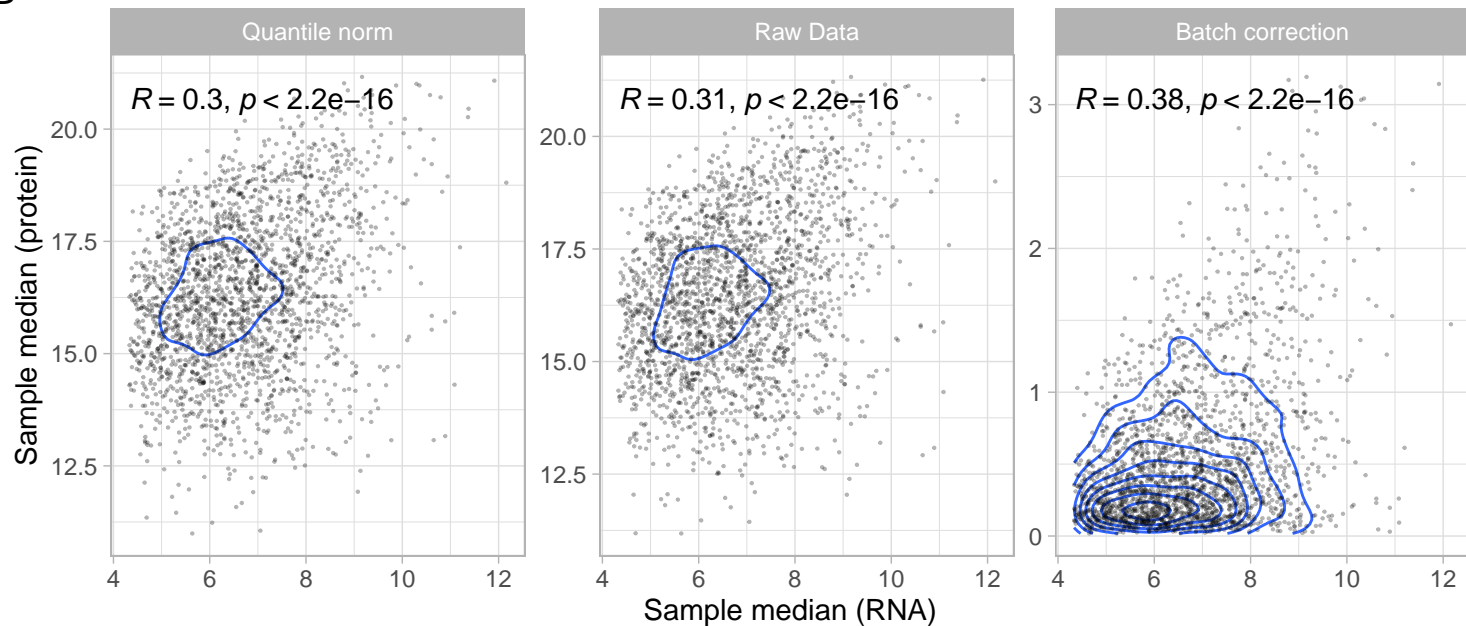 Quantile norm
Raw Data
Batch correction
R = 0.3, p < 2.2e−16
R = 0.31, p < 2.2e−16
R = 0.38, p < 2.2e−16
Sample median (protein)
20.0
17.5
15.0
12.5
20.0
17.5
15.0
12.5
3
2
1
0
4 6 8 10 12
4 6 8 10 12
4 6 8 10 12
Sample median (RNA)